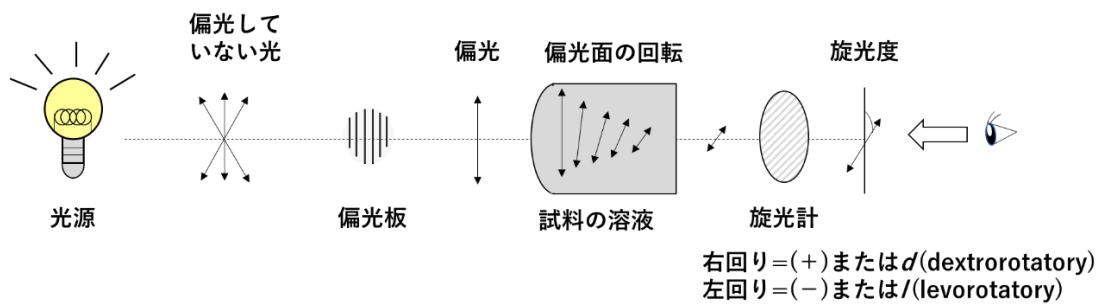 偏光して
いない光
偏光
偏光面の回転
旋光度
光源
偏光板
試料の溶液
旋光計
右回り=(+)またはd(dextrorotatory)
左回り=(−)またはl(levorotatory)